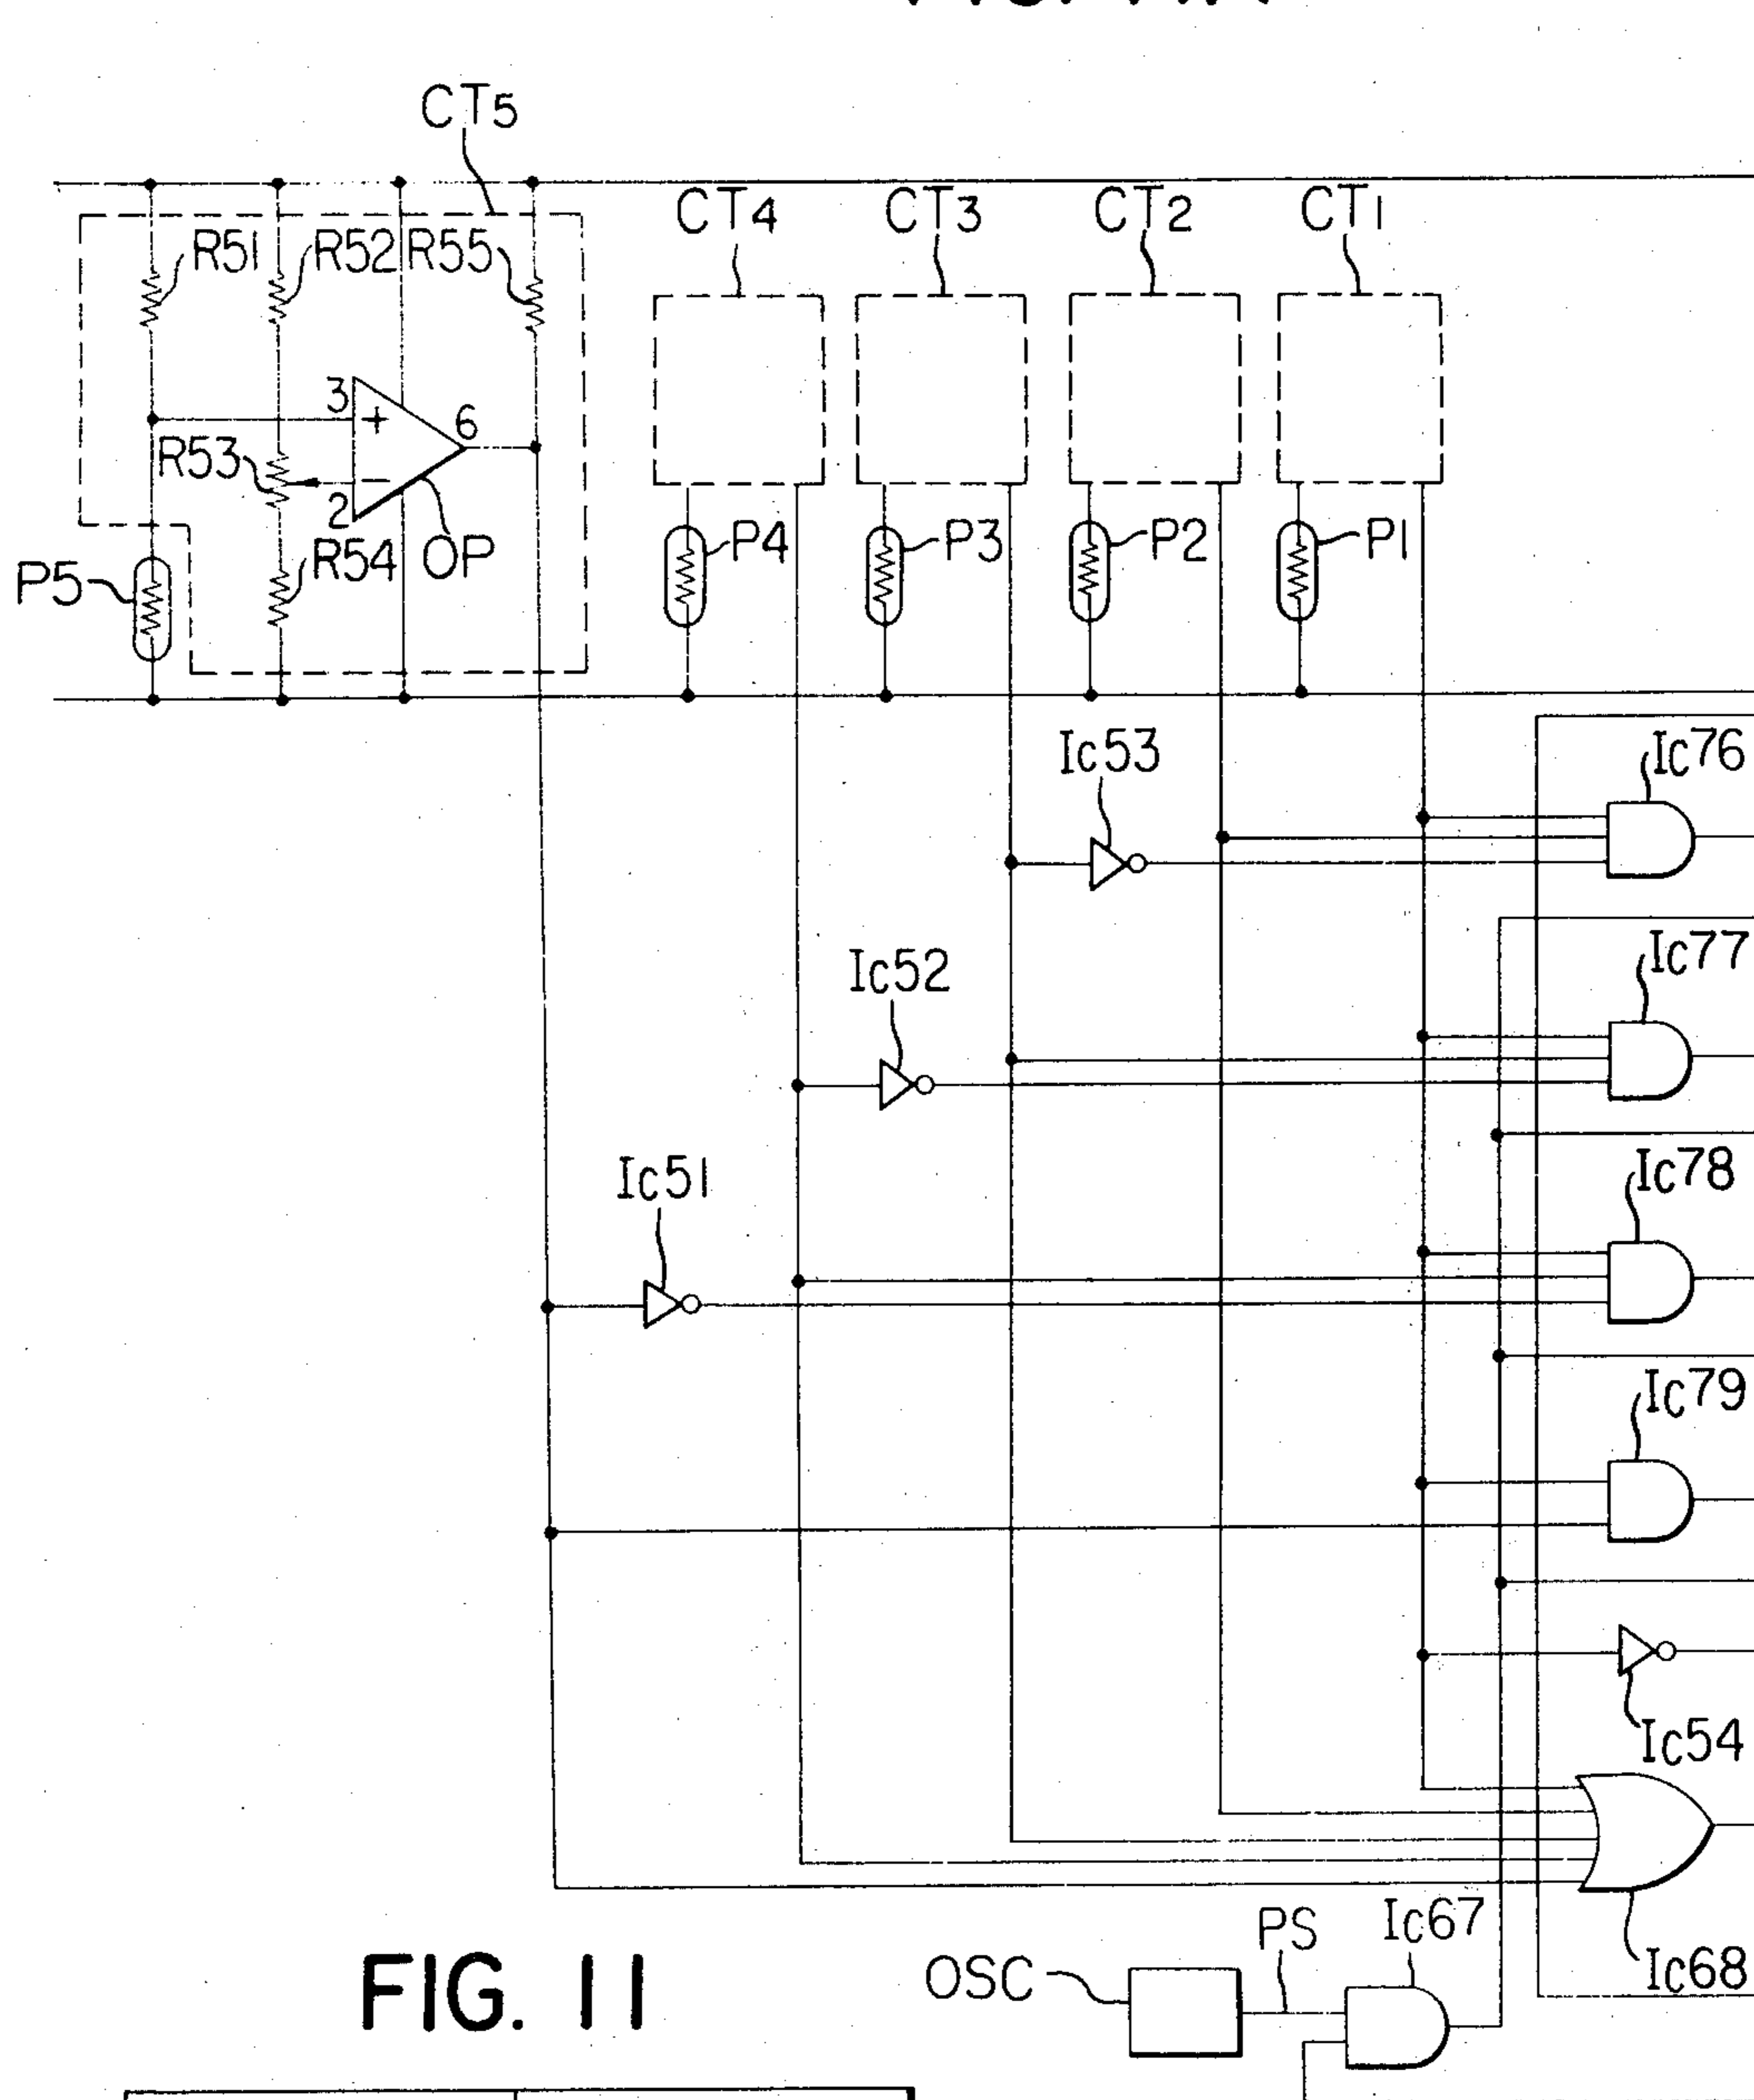 CT5
CT4 CT3 CT2 CT1
R51 R52 R55
3 + 6
R53 −
2
R54 OP
P5
P4 P3 P2 P1
Ic53 Ic76
Ic52 Ic77
Ic51 Ic78
Ic79
Ic54
PS Ic67
OSC Ic68
FIG. 11